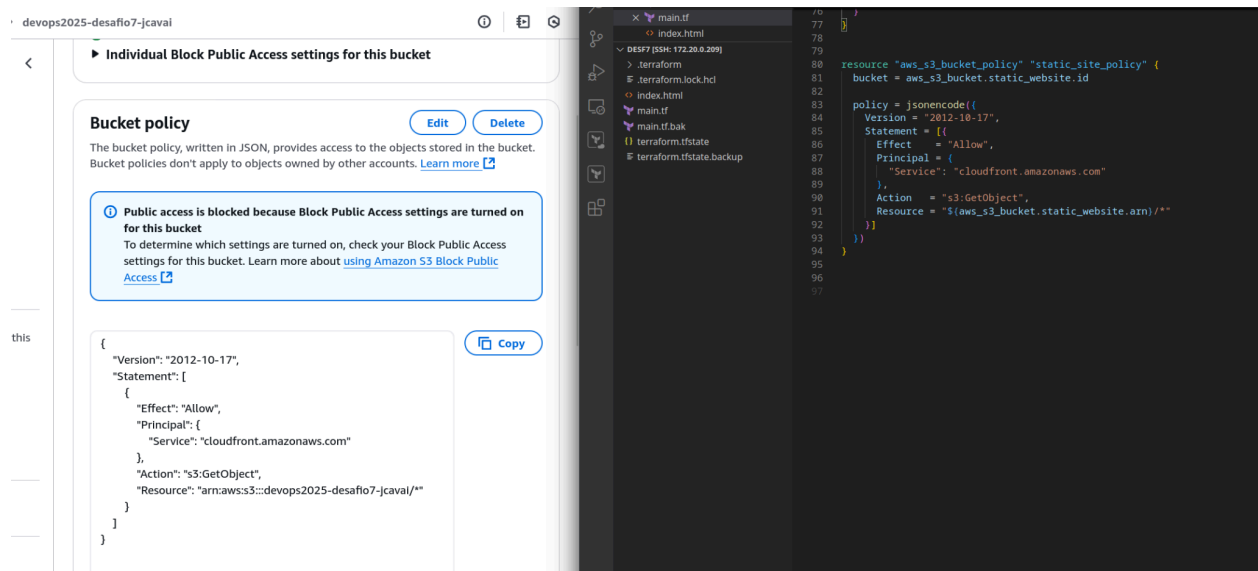 devops2025-desafio7-jcavai
Individual Block Public Access settings for this bucket
Bucket policy
Edit
Delete
The bucket policy, written in JSON, provides access to the objects stored in the bucket.
Bucket policies don't apply to objects owned by other accounts. Learn more
Public access is blocked because Block Public Access settings are turned on
for this bucket
To determine which settings are turned on, check your Block Public Access
settings for this bucket. Learn more about using Amazon S3 Block Public
Access
this
Copy
{
"Version": "2012-10-17",
"Statement": [
{
"Effect": "Allow",
"Principal": {
"Service": "cloudfront.amazonaws.com"
},
"Action": "s3:GetObject",
"Resource": "arn:aws:s3:::devops2025-desafio7-jcavai/*"
}
]
}
main.tf
index.html
DESF7 [SSH: 172.20.0.209]
.terraform
.terraform.lock.hcl
index.html
main.tf
main.tf.bak
terraform.tfstate
terraform.tfstate.backup
76 }
77 }
78
79
80 resource "aws_s3_bucket_policy" "static_site_policy" {
81 bucket = aws_s3_bucket.static_website.id
82
83 policy = jsonencode({
84 Version = "2012-10-17",
85 Statement = [{
86 Effect = "Allow",
87 Principal = {
88 "Service": "cloudfront.amazonaws.com"
89 },
90 Action = "s3:GetObject",
91 Resource = "${aws_s3_bucket.static_website.arn}/*"
92 }]
93 })
94 }
95
96
97